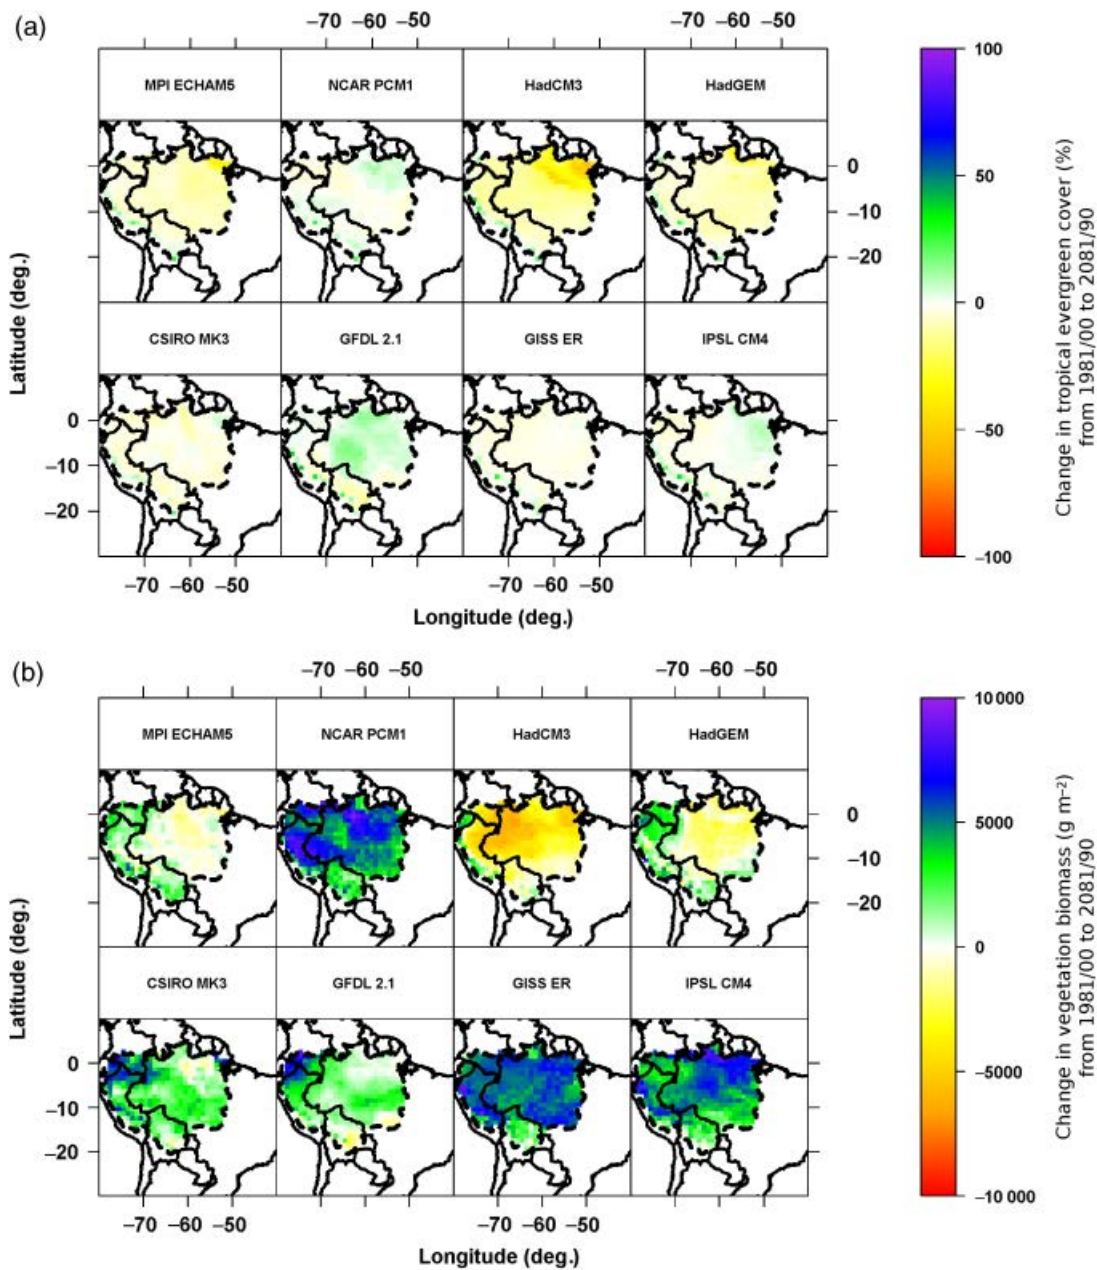 (a)
−70 −60 −50
MPI ECHAM5 NCAR PCM1 HadCM3 HadGEM
0
−10
−20
CSIRO MK3 GFDL 2.1 GISS ER IPSL CM4
0
−10
−20
−70 −60 −50 −70 −60 −50
Longitude (deg.)
Latitude (deg.)
100
50
0
−50
−100
Change in tropical evergreen cover (%)
from 1981/00 to 2081/90
(b)
−70 −60 −50 −70 −60 −50
MPI ECHAM5 NCAR PCM1 HadCM3 HadGEM
0
−10
−20
CSIRO MK3 GFDL 2.1 GISS ER IPSL CM4
0
−10
−20
−70 −60 −50 −70 −60 −50
Longitude (deg.)
Latitude (deg.)
10 000
5000
0
−5000
−10 000
Change in vegetation biomass (g m⁻²)
from 1981/00 to 2081/90